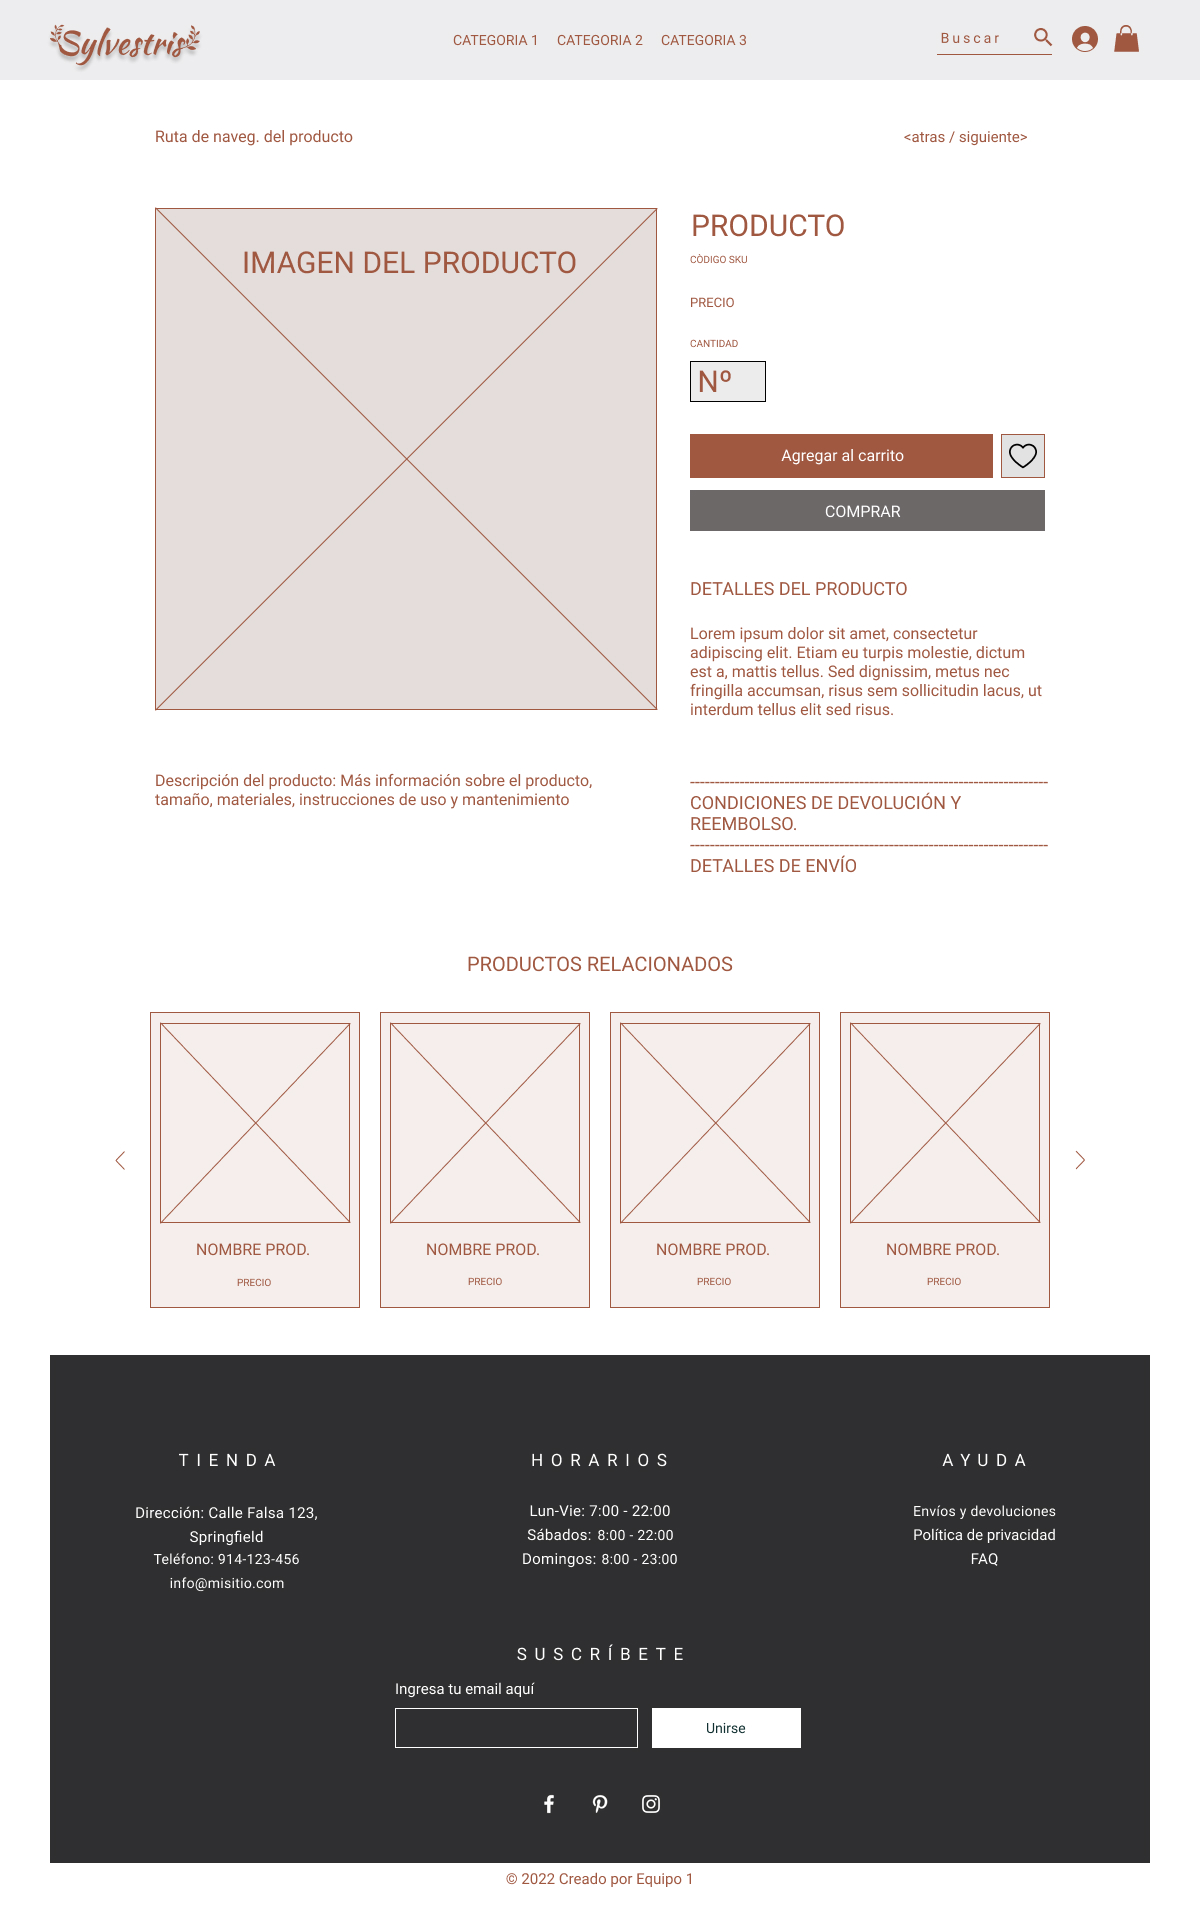 Sylvestris
CATEGORIA 1 CATEGORIA 2 CATEGORIA 3
Buscar
Ruta de naveg. del producto
<atras / siguiente>
IMAGEN DEL PRODUCTO
PRODUCTO
CÒDIGO SKU
PRECIO
CANTIDAD
Nº
Agregar al carrito
COMPRAR
DETALLES DEL PRODUCTO
Lorem ipsum dolor sit amet, consectetur
adipiscing elit. Etiam eu turpis molestie, dictum
est a, mattis tellus. Sed dignissim, metus nec
fringilla accumsan, risus sem sollicitudin lacus, ut
interdum tellus elit sed risus.
Descripción del producto: Más información sobre el producto,
tamaño, materiales, instrucciones de uso y mantenimiento
------------------------------------------------------------------------
CONDICIONES DE DEVOLUCIÓN Y
REEMBOLSO.
------------------------------------------------------------------------
DETALLES DE ENVÍO
PRODUCTOS RELACIONADOS
NOMBRE PROD.
PRECIO
NOMBRE PROD.
PRECIO
NOMBRE PROD.
PRECIO
NOMBRE PROD.
PRECIO
TIENDA
Dirección: Calle Falsa 123,
Springfield
Teléfono: 914-123-456
info@misitio.com
HORARIOS
Lun-Vie: 7:00 - 22:00
Sábados: 8:00 - 22:00
Domingos: 8:00 - 23:00
AYUDA
Envíos y devoluciones
Política de privacidad
FAQ
SUSCRÍBETE
Ingresa tu email aquí
Unirse
© 2022 Creado por Equipo 1